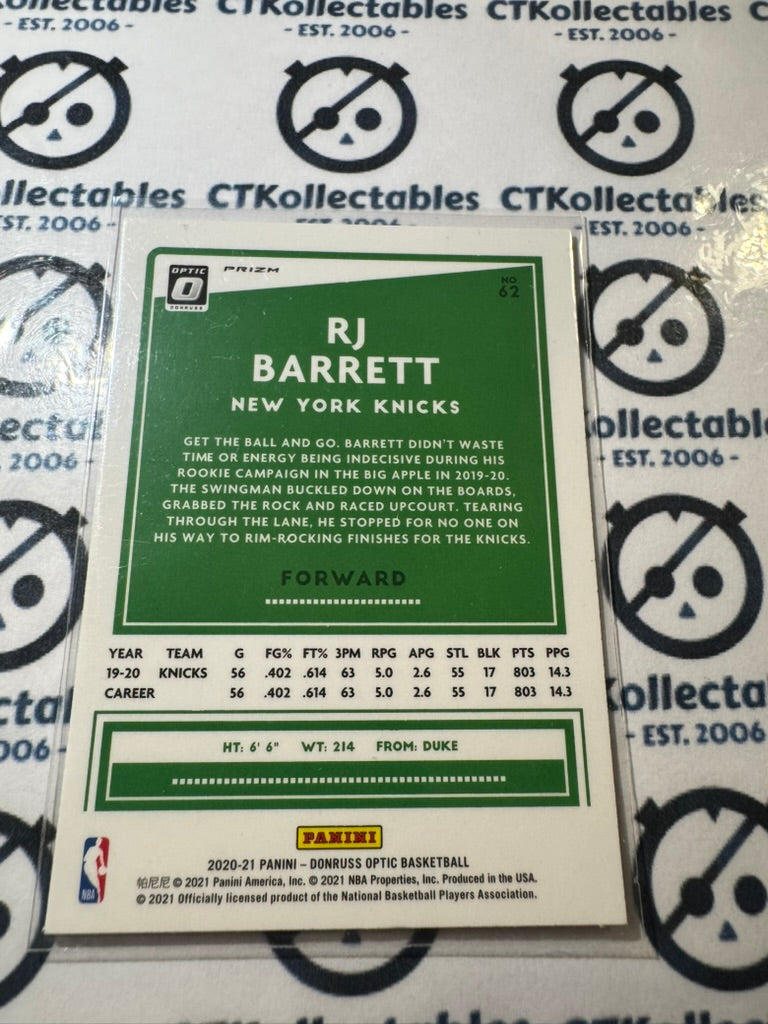 CTKollectables
- EST. 2006 -
- EST. 2006 -
- EST. 2006 -
llectables CTKollectables CTKollectables
ST. 2006 -
- EST. 2006 -
OPTIC
DONRUSS
PRIZM
NO
62
RJ
BARRETT
NEW YORK KNICKS
GET THE BALL AND GO. BARRETT DIDN'T WASTE
TIME OR ENERGY BEING INDECISIVE DURING HIS
ROOKIE CAMPAIGN IN THE BIG APPLE IN 2019-20.
THE SWINGMAN BUCKLED DOWN ON THE BOARDS,
GRABBED THE ROCK AND RACED UPCOURT. TEARING
THROUGH THE LANE, HE STOPPED FOR NO ONE ON
HIS WAY TO RIM-ROCKING FINISHES FOR THE KNICKS.
FORWARD
YEAR TEAM G FG% FT% 3PM RPG APG STL BLK PTS PPG
19-20 KNICKS 56 .402 .614 63 5.0 2.6 55 17 803 14.3
CAREER 56 .402 .614 63 5.0 2.6 55 17 803 14.3
HT: 6' 6" WT: 214 FROM: DUKE
PANINI
2020-21 PANINI – DONRUSS OPTIC BASKETBALL
帕尼尼 © 2021 Panini America, Inc. © 2021 NBA Properties, Inc. Produced in the USA.
© 2021 Officially licensed product of the National Basketball Players Association.
NBA
ollectabl
- EST. 2006 -
2006 -
ollecta
- EST. 2006 -
006 -